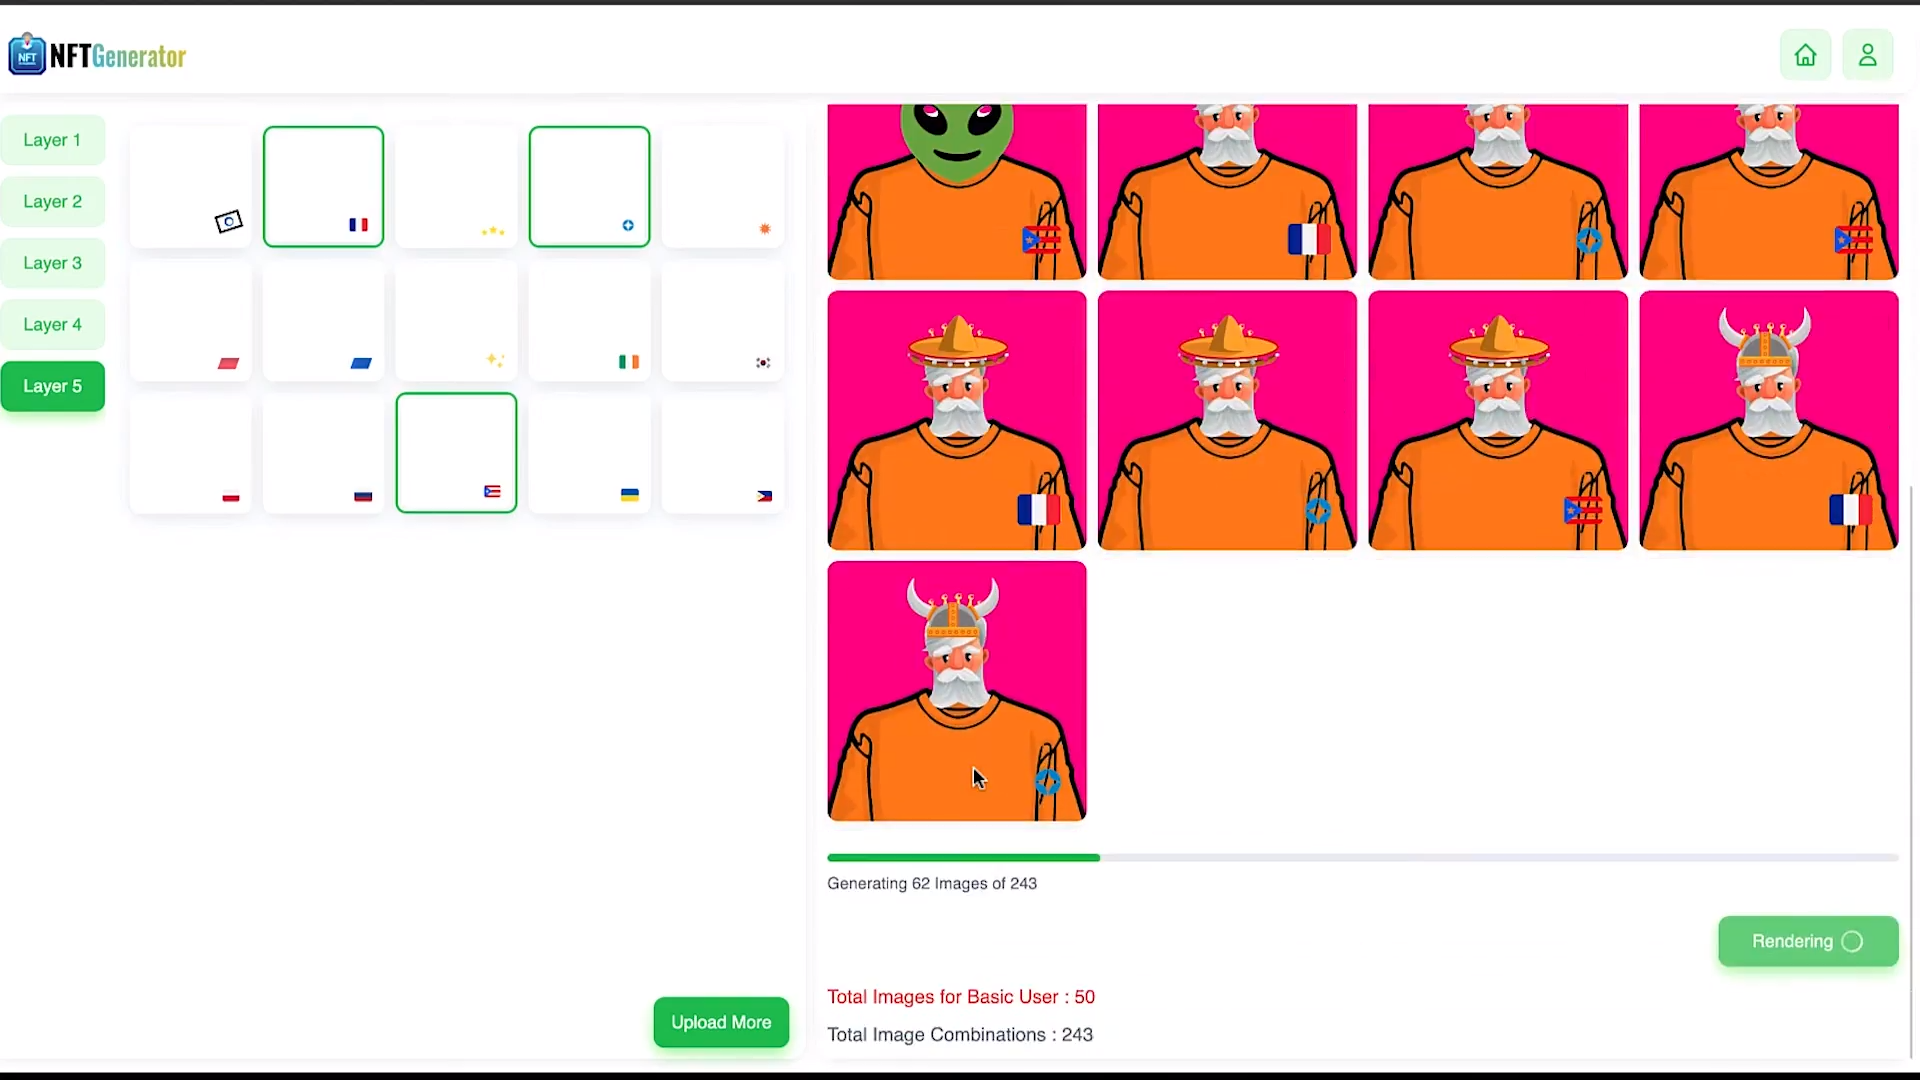 NFT NFTGenerator
Layer 1
Layer 2
Layer 3
Layer 4
Layer 5
Upload More
Generating 62 Images of 243
Rendering
Total Images for Basic User : 50
Total Image Combinations : 243